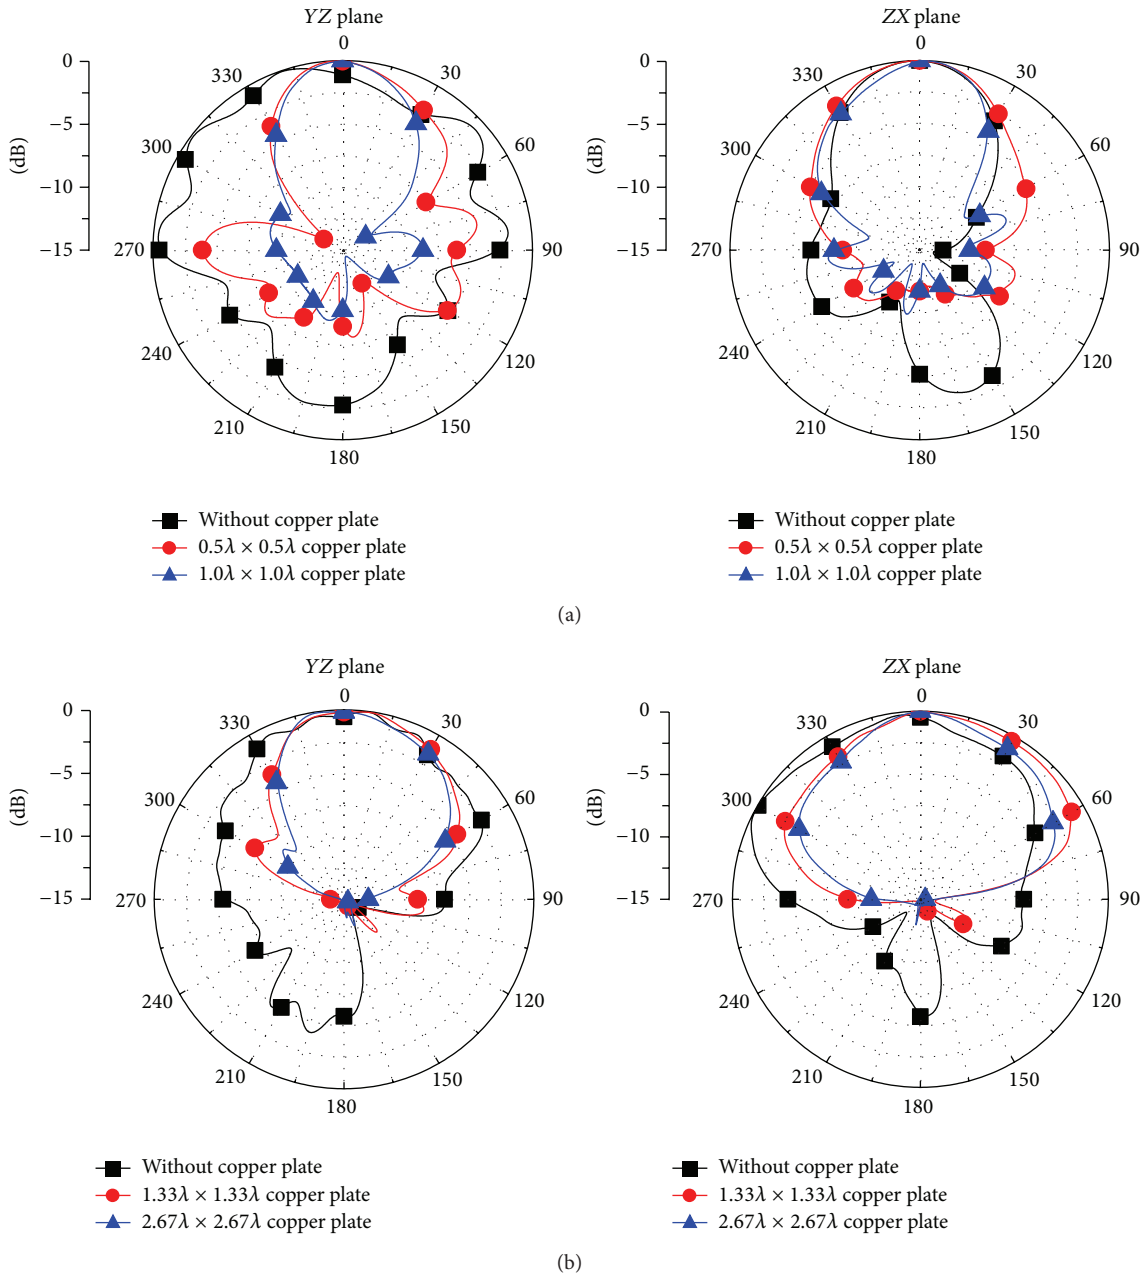 YZ plane
ZX plane
0
0
0
0
330
30
330
30
−5
−5
300
60
300
60
(dB)
(dB)
−10
−10
−15
270
90
−15
270
90
240
120
240
120
210
150
210
150
180
180
Without copper plate
Without copper plate
0.5λ × 0.5λ copper plate
0.5λ × 0.5λ copper plate
1.0λ × 1.0λ copper plate
1.0λ × 1.0λ copper plate
(a)
YZ plane
ZX plane
0
0
0
0
330
30
330
30
−5
−5
300
60
300
60
(dB)
(dB)
−10
−10
−15
270
90
−15
270
90
240
120
240
120
210
150
210
150
180
180
Without copper plate
Without copper plate
1.33λ × 1.33λ copper plate
1.33λ × 1.33λ copper plate
2.67λ × 2.67λ copper plate
2.67λ × 2.67λ copper plate
(b)